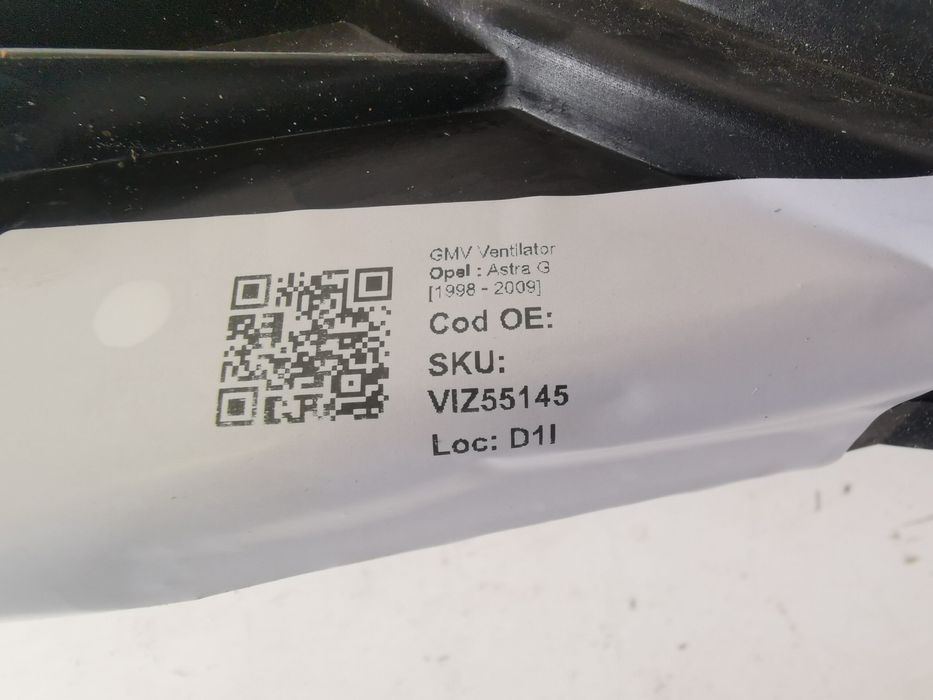 GMV Ventilator
Opel : Astra G
[1998 - 2009]
Cod OE:
SKU:
VIZ55145
Loc: D1I